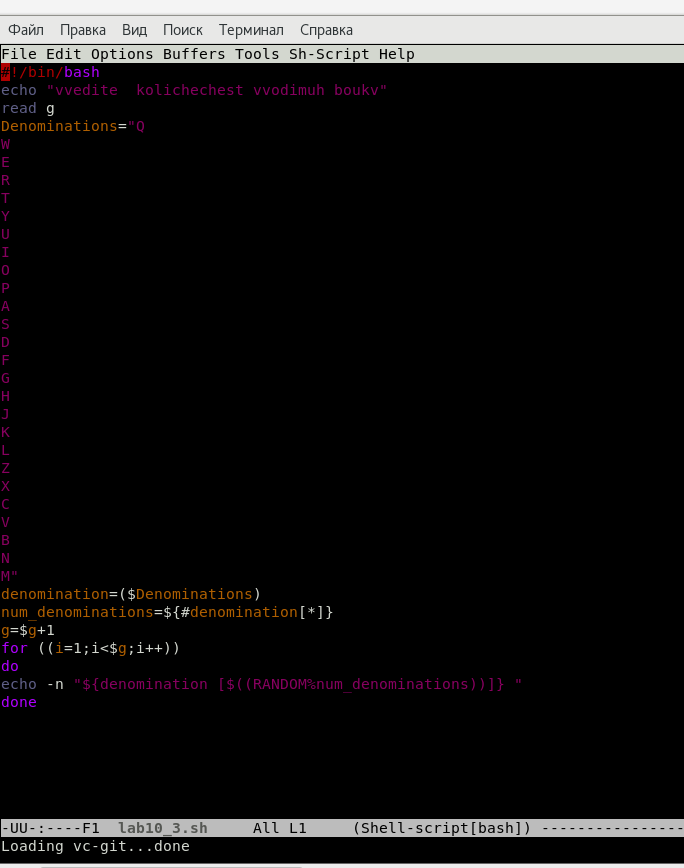 Файл Правка Вид Поиск Терминал Справка
File Edit Options Buffers Tools Sh-Script Help
#!/bin/bash
echo "vvedite  kolichechest vvodimuh boukv"
read g
Denominations="Q
W
E
R
T
Y
U
I
O
P
A
S
D
F
G
H
J
K
L
Z
X
C
V
B
N
M"
denomination=($Denominations)
num_denominations=${#denomination[*]}
g=$g+1
for ((i=1;i<$g;i++))
do
echo -n "${denomination [$((RANDOM%num_denominations))]} "
done
-UU-:----F1  lab10_3.sh     All L1     (Shell-script[bash]) ----------------
Loading vc-git...done